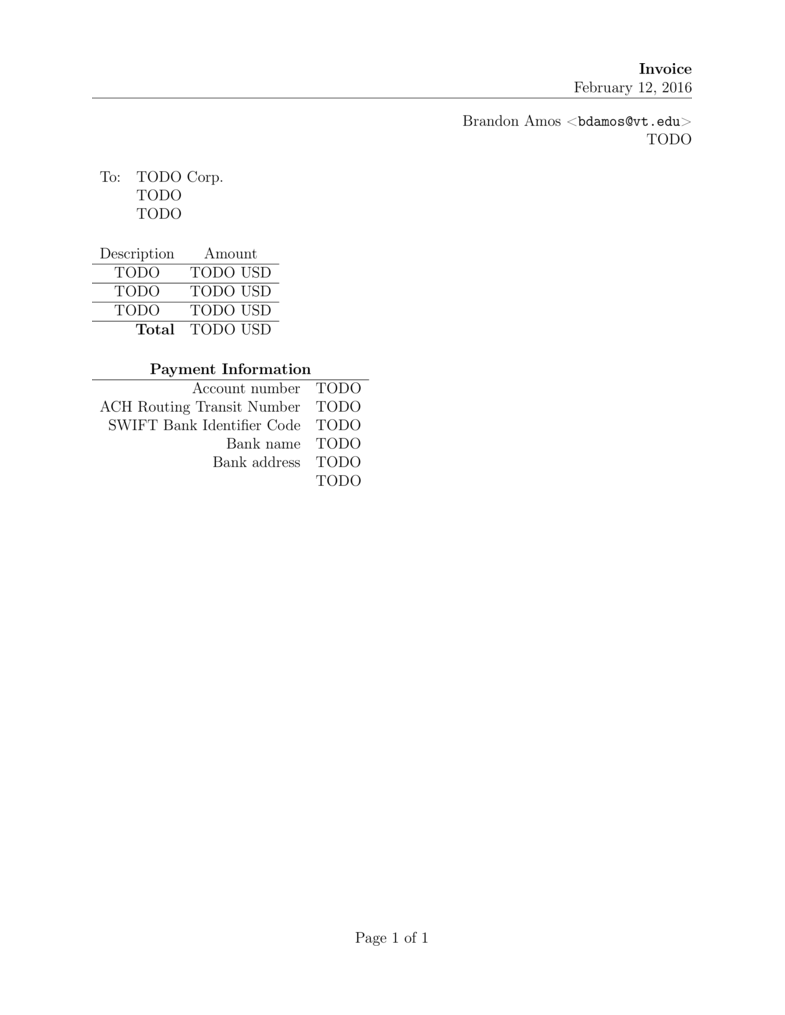 Invoice
February 12, 2016
Brandon Amos <bdamos@vt.edu>
TODO
To: TODO Corp.
TODO
TODO
Description Amount
TODO TODO USD
TODO TODO USD
TODO TODO USD
Total TODO USD
Payment Information
Account number TODO
ACH Routing Transit Number TODO
SWIFT Bank Identifier Code TODO
Bank name TODO
Bank address TODO
TODO
Page 1 of 1